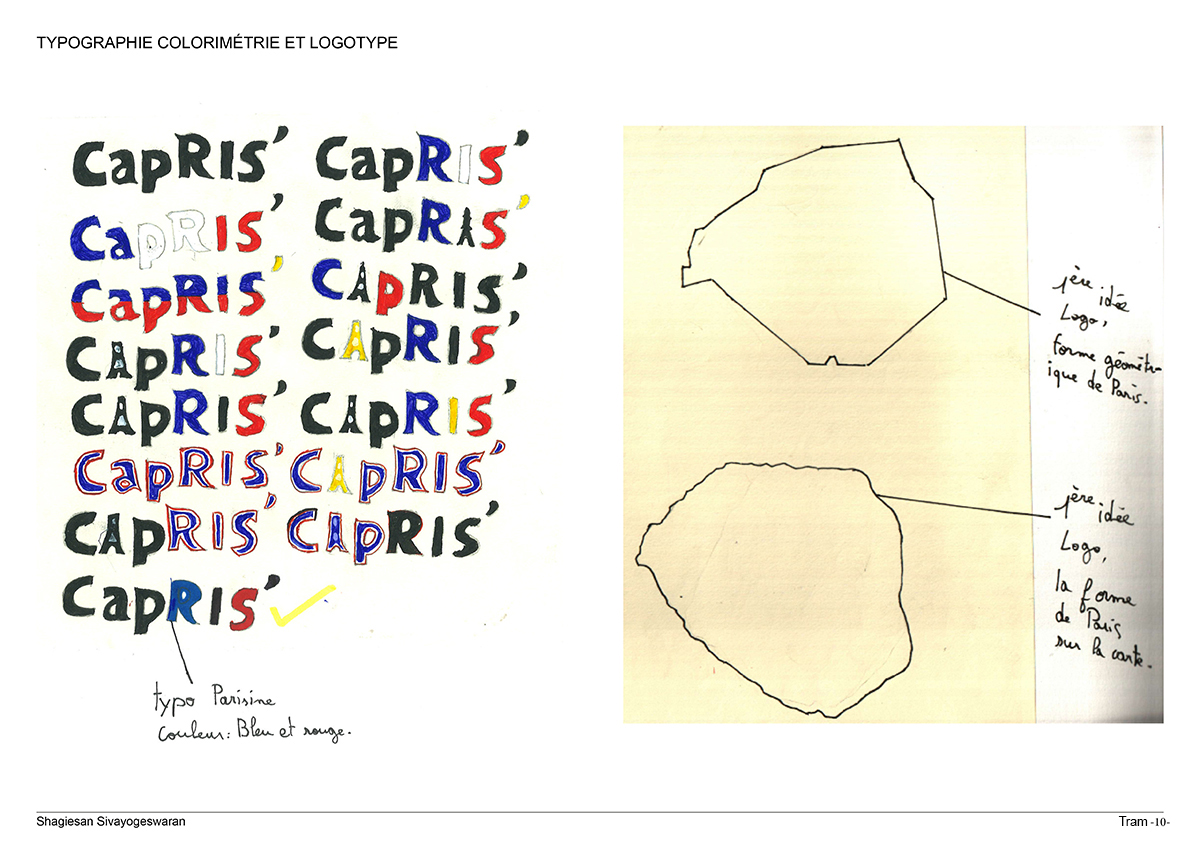 TYPOGRAPHIE COLORIMÉTRIE ET LOGOTYPE
CapRIS’ CapRIS’
CapRIS’ CapRIS’
CapRIS’ CAPRIS’
CApRIS’ CApRIS’
CApRIS’ CApRIS’
CapRIS’ CApRIS’
CApRIS’ CApRIS’
CapRIS’
typo Parisine
Couleur: Bleu et rouge.
1ère idée
Logo,
forme géométr-
ique de Paris.
1ère idée
Logo,
la forme
de Paris
sur la carte.
Shagiesan Sivayogeswaran
Tram -10-